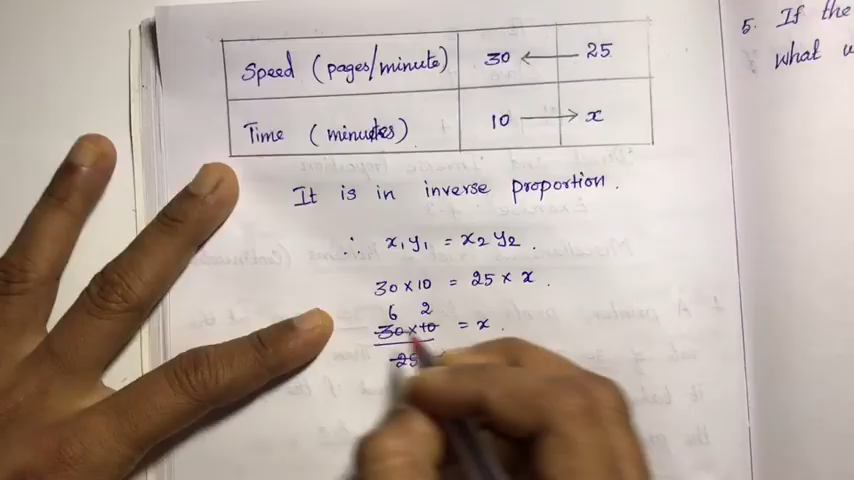 Speed (pages/minute) 30 ← 25
Time (minutes) 10 → x
It is in inverse proportion.
∴ x₁y₁ = x₂y₂.
30 × 10 = 25 × x.
6 2
30 × 10 = x.
25
5. If the
what